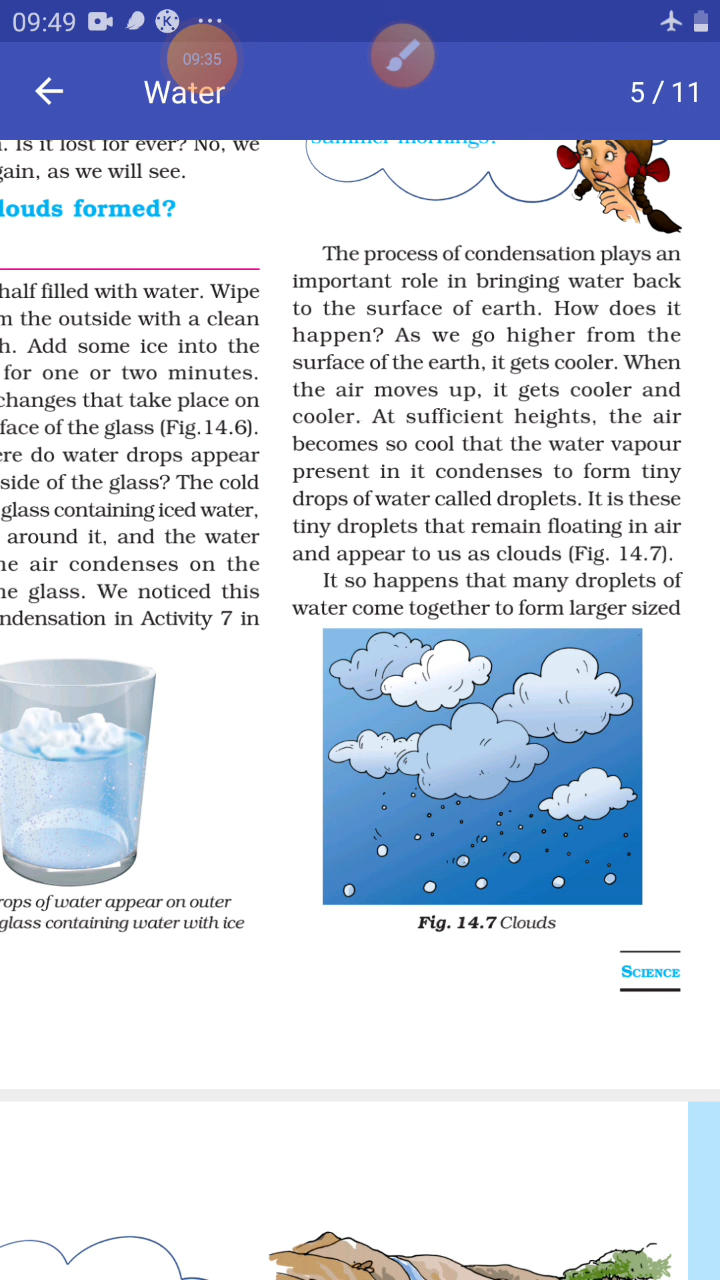 09:49
09:35
Water
5 / 11
. Is it lost for ever? No, we
gain, as we will see.
louds formed?
half filled with water. Wipe
m the outside with a clean
h. Add some ice into the
for one or two minutes.
changes that take place on
face of the glass (Fig.14.6).
ere do water drops appear
side of the glass? The cold
glass containing iced water,
around it, and the water
he air condenses on the
he glass. We noticed this
ndensation in Activity 7 in
rops of water appear on outer
glass containing water with ice
summer mornings?
The process of condensation plays an
important role in bringing water back
to the surface of earth. How does it
happen? As we go higher from the
surface of the earth, it gets cooler. When
the air moves up, it gets cooler and
cooler. At sufficient heights, the air
becomes so cool that the water vapour
present in it condenses to form tiny
drops of water called droplets. It is these
tiny droplets that remain floating in air
and appear to us as clouds (Fig. 14.7).
It so happens that many droplets of
water come together to form larger sized
Fig. 14.7 Clouds
SCIENCE